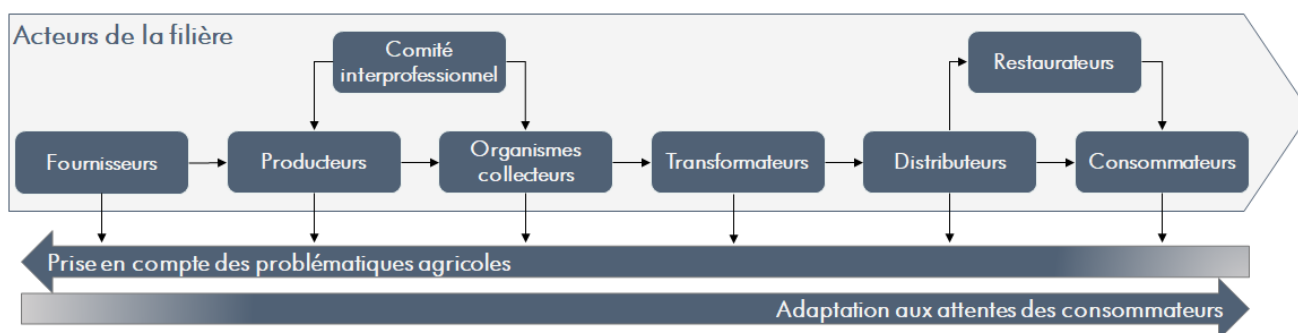 Acteurs de la filière
Comité
interprofessionnel
Restaurateurs
Fournisseurs
Producteurs
Organismes
collecteurs
Transformateurs
Distributeurs
Consommateurs
Prise en compte des problématiques agricoles
Adaptation aux attentes des consommateurs